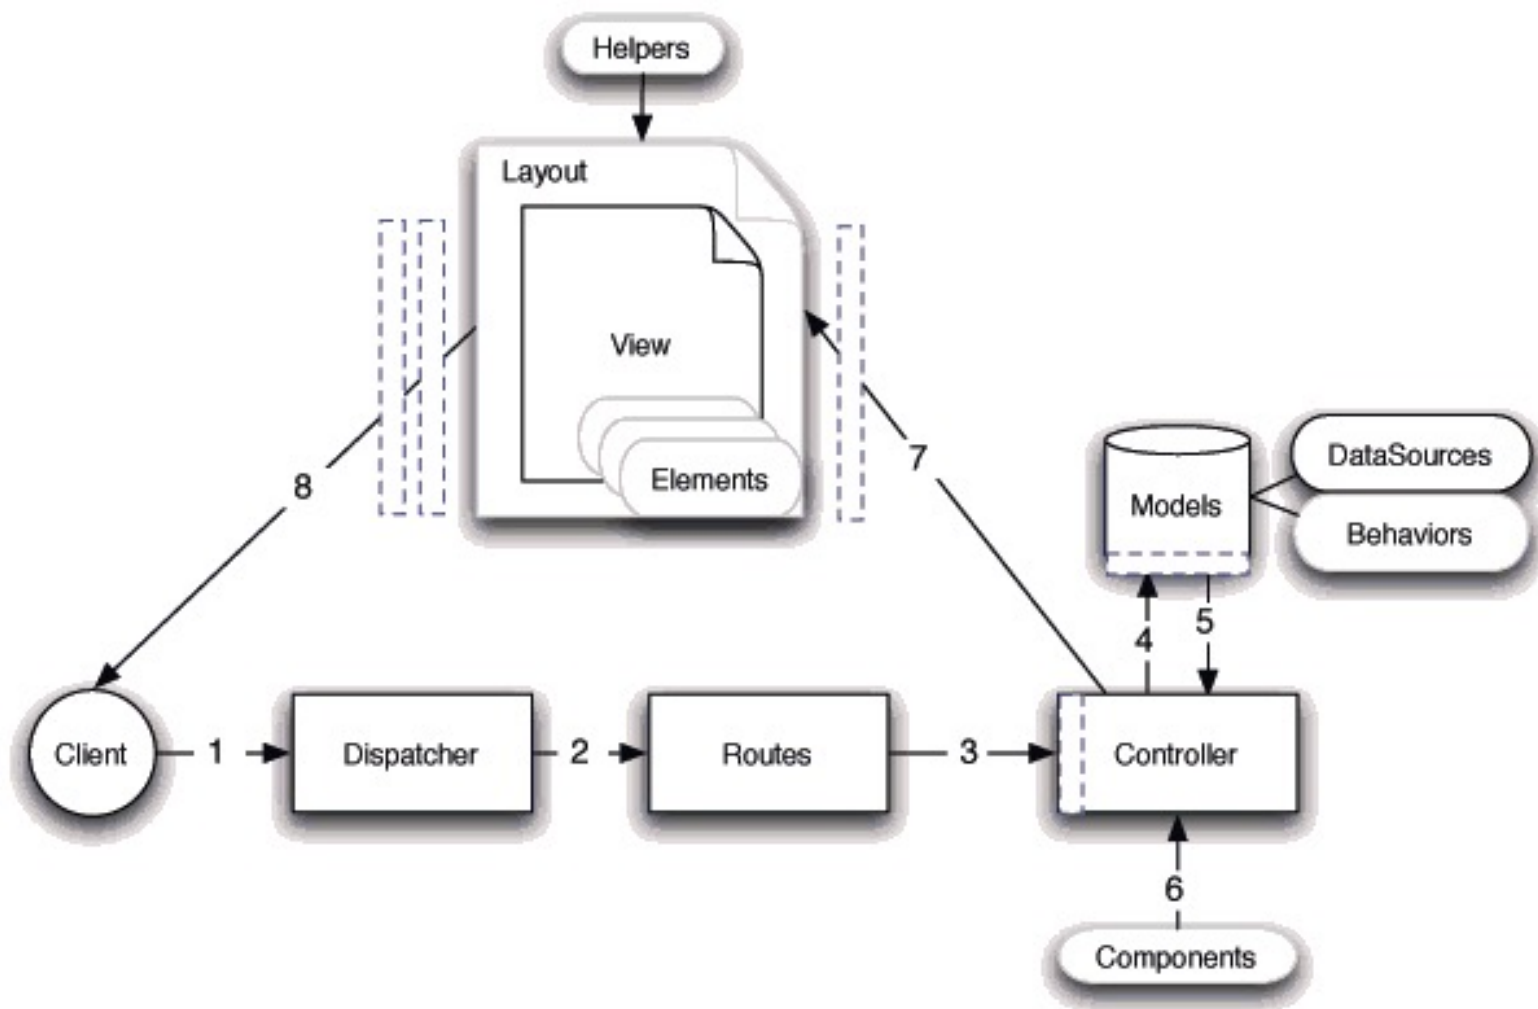 Helpers
Layout
View
Elements
7
8
DataSources
Models
Behaviors
4
5
Client
1
Dispatcher
2
Routes
3
Controller
6
Components